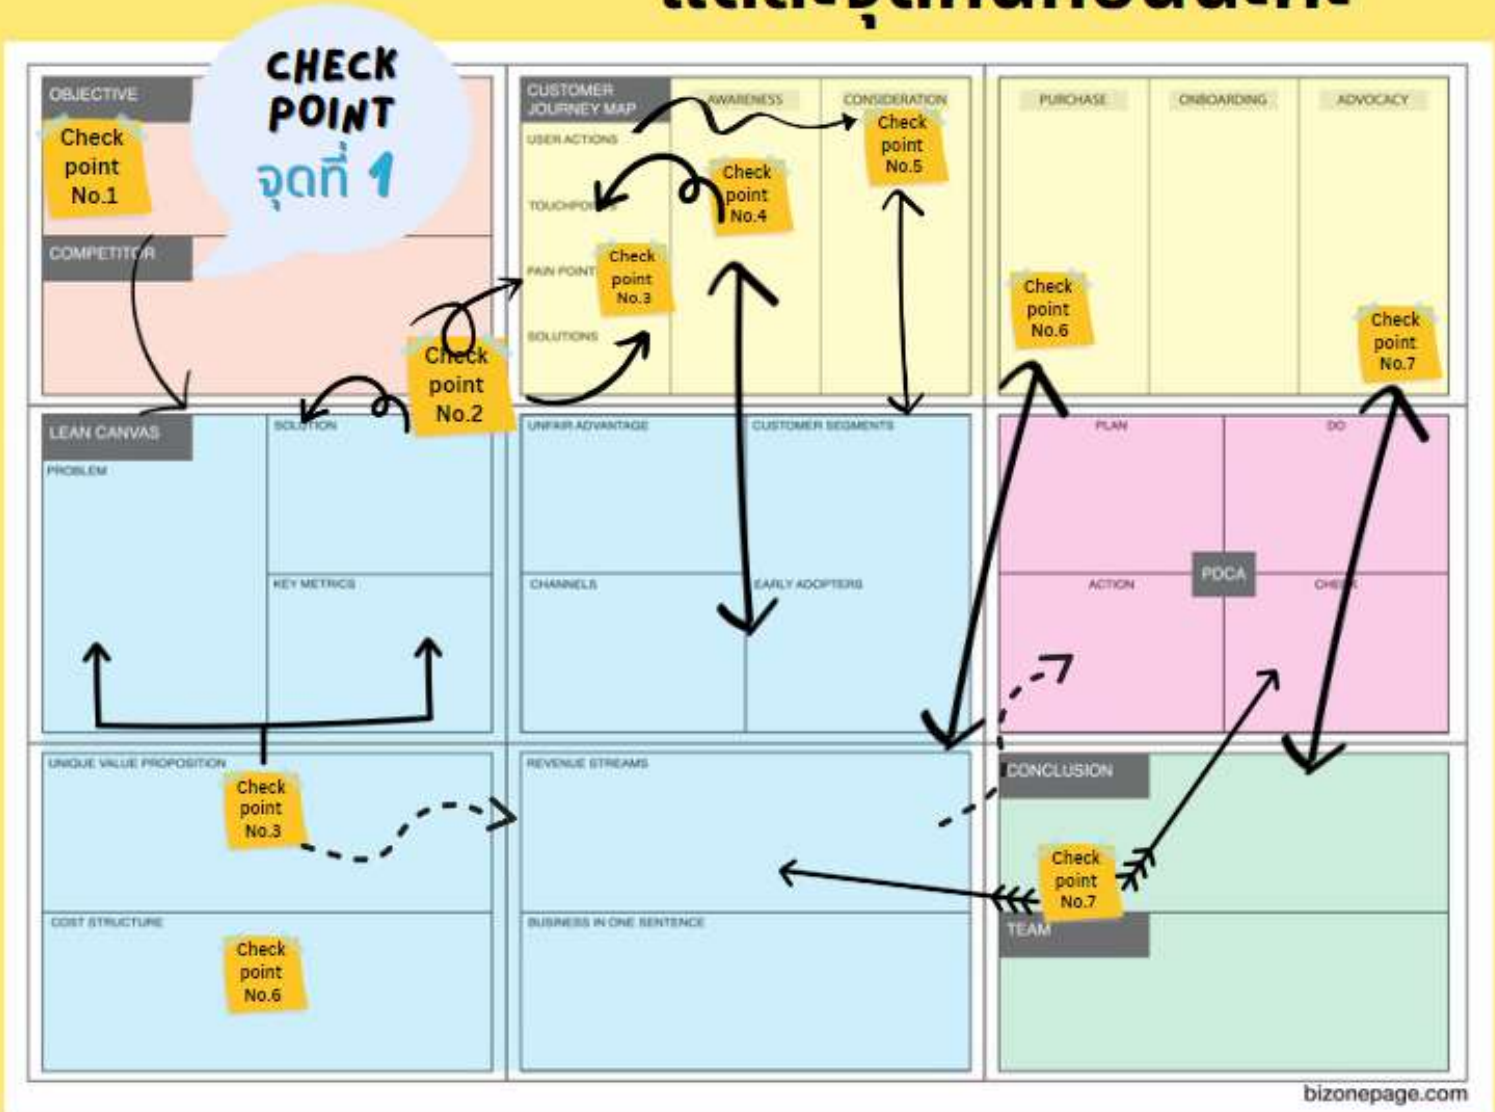 CHECK
POINT
จุดที่ 1
OBJECTIVE
Check
point
No.1
COMPETITOR
Check
point
No.2
CUSTOMER
JOURNEY MAP
AWARENESS
CONSIDERATION
USER ACTIONS
TOUCHPOINTS
PAIN POINT
SOLUTIONS
Check
point
No.3
Check
point
No.4
Check
point
No.5
PURCHASE
ONBOARDING
ADVOCACY
Check
point
No.6
Check
point
No.7
LEAN CANVAS
PROBLEM
SOLUTION
KEY METRICS
UNFAIR ADVANTAGE
CUSTOMER SEGMENTS
CHANNELS
EARLY ADOPTERS
PLAN
DO
PDCA
ACTION
CHECK
UNIQUE VALUE PROPOSITION
Check
point
No.3
REVENUE STREAMS
CONCLUSION
Check
point
No.7
COST STRUCTURE
Check
point
No.6
BUSINESS IN ONE SENTENCE
TEAM
bizonepage.com